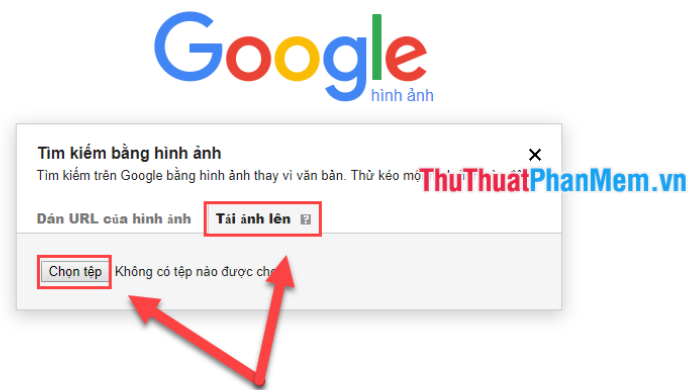 Google
hình ảnh
Tìm kiếm bằng hình ảnh
Tìm kiếm trên Google bằng hình ảnh thay vì văn bản. Thử kéo
ThuThuatPhanMem.vn
Dán URL của hình ảnh Tải ảnh lên ?
Chọn tệp Không có tệp nào được